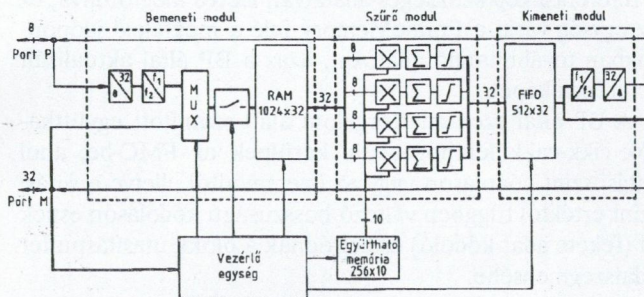 Bemeneti modul
Szűrő modul
Kimeneti modul
8
Port P
32
8
f1
f2
MUX
RAM
1024x32
32
8
8
8
8
32
FIFO
512x32
f1
f2
32
8
32
Port M
10
Vezérlő
egység
Együttható
memória
256x10